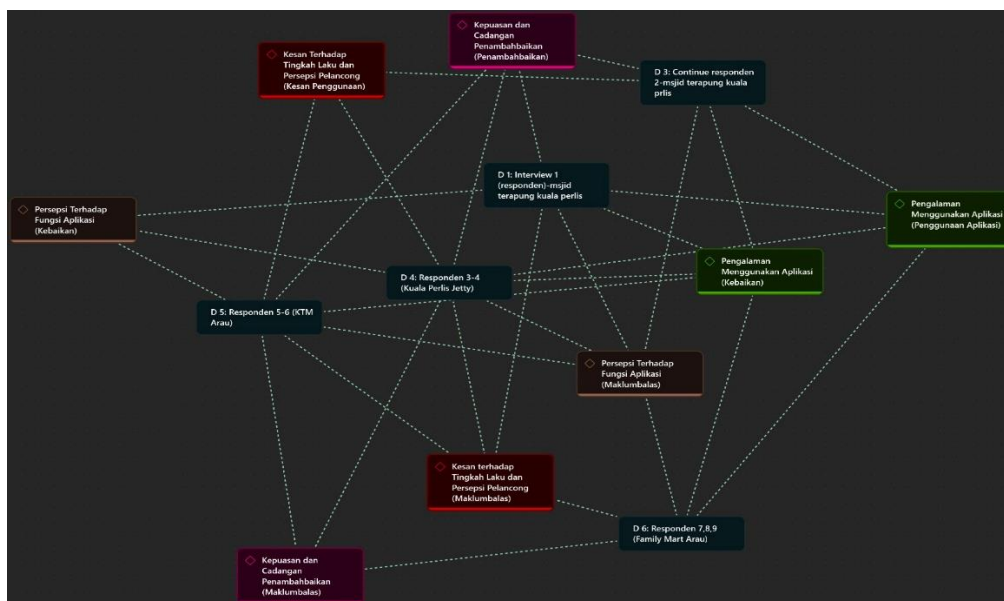 Kepuasan dan
Cadangan
Penambahbaikan
(Penambahbaikan)
Kesan Terhadap
Tingkah Laku dan
Persepsi Pelancong
(Kesan Penggunaan)
D 3: Continue rasponden
2-msjid terapung kuala
prlis
D 1: Interview 1
(responden)-msjid
terapung kuala perlis
Persepsi Terhadap
Fungsi Aplikasi
(Kebaikan)
Pengalaman
Menggunakan Aplikasi
(Penggunaan Aplikasi)
Pengalaman
Menggunakan Aplikasi
(Kebaikan)
D 4: Responden 3-4
(Kuala Perlis Jetty)
D 5: Responden 5-6 (KTM
Arau)
Persepsi Terhadap
Fungsi Aplikasi
(Maklumbalas)
Kesan terhadap
Tingkah Laku dan
Persepsi Pelancong
(Maklumbalas)
D 6: Responden 7,8,9
(Family Mart Arau)
Kepuasan dan
Cadangan
Penambahbaikan
(Maklumbalas)